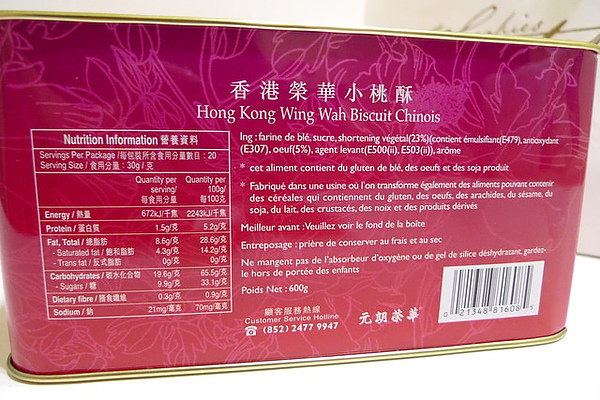 香港榮華小桃酥
Hong Kong Wing Wah Biscuit Chinois
Nutrition Information 營養資料
Servings Per Package /每包裝所含食用分量數目：20
Serving Size / 食用分量：30g / 克
Quantity per serving/ 每食用分量 Quantity per 100g/ 每100克
Energy / 熱量 672kJ/千焦 2243kJ/千焦
Protein / 蛋白質 1.5g/克 5.2g/克
Fat, Total / 總脂肪 8.6g/克 28.6g/克
- Saturated fat / 飽和脂肪 4.3g/克 14.2g/克
- Trans fat / 反式脂肪 0g/克 0g/克
Carbohydrates / 碳水化合物 19.6g/克 65.5g/克
- Sugars / 糖 9.9g/克 33.1g/克
Dietary fibre / 膳食纖維 0.3g/克 0.9g/克
Sodium / 鈉 21mg/毫克 70mg/毫克
Ing : farine de blé, sucre, shortening végétal(23%)(contient émulsifiant(E479), antioxydant
(E307), oeuf(5%), agent levant(E500(ii), E503(ii)), arôme
* cet aliment contient du gluten de blé, des oeufs et des soja produit
* Fabriqué dans une usine où l'on transforme également des aliments pouvant contenir
des céréales qui contiennent du gluten, des oeufs, des arachides, du sésame, du
soja, du lait, des crustacés, des noix et des produits dérivés
Meilleur avant :Veuillez voir le fond de la boîte
Entreposage : prière de conserver au frais et au sec
Ne mangent pas de l'absorbeur d'oxygène ou de gel de silice déshydratant, gardez-
le hors de portée des enfants
Poids Net : 600g
顧客服務熱線
Customer Service Hotline
☎ (852) 2477 9947
元朗榮華
0 21348 81608 5